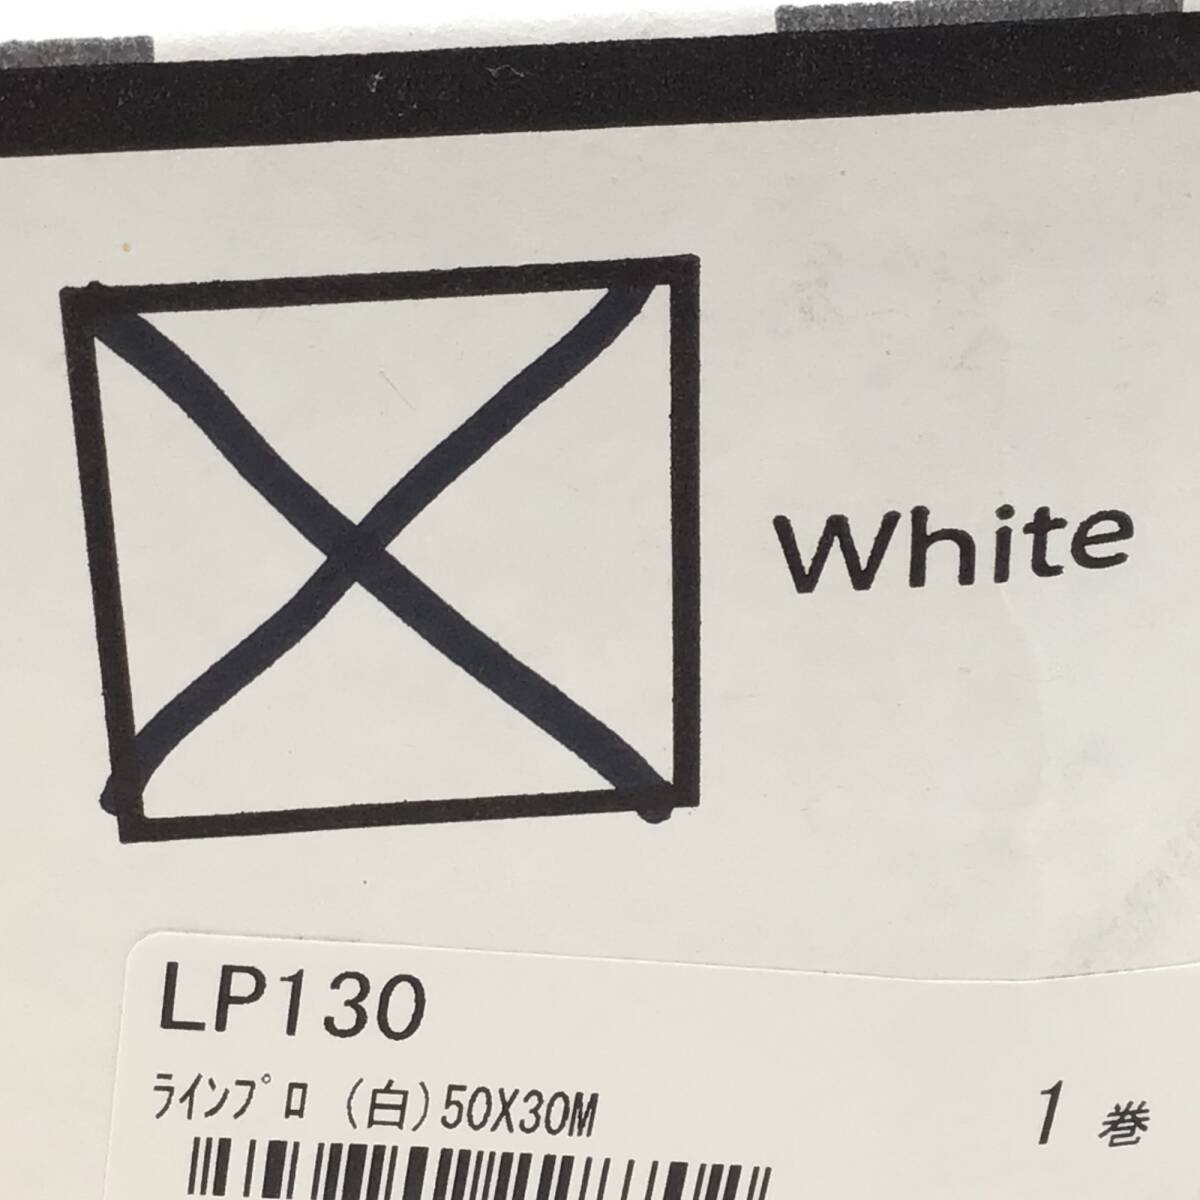 White
LP130
ﾗｲﾝﾌﾟﾛ (白)50X30M
1 巻